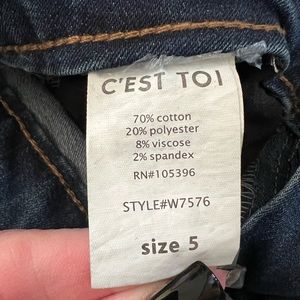 C'EST TOI
70% cotton
20% polyester
8% viscose
2% spandex
RN#105396
STYLE#W7576
size 5